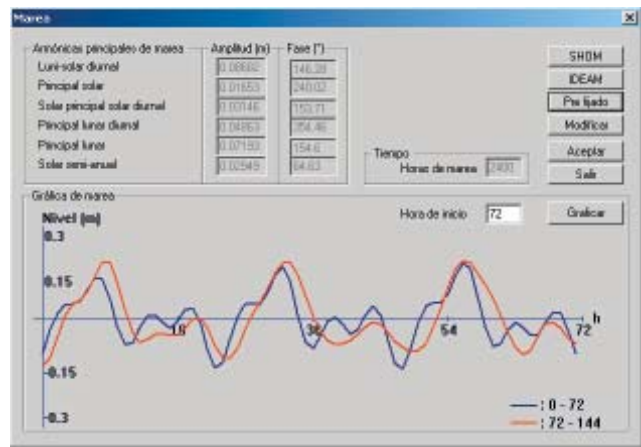 Marea
Armónicas principales de marea Amplitud (m) Fase (°)
Luni-solar diurnal 0.08682 146.28
Principal solar 0.01653 240.02
Solar principal solar diurnal 0.03146 153.71
Principal lunar diurnal 0.04863 354.46
Principal lunar 0.07193 154.6
Solar semi-anual 0.02949 64.63
Tiempo
Horas de marea 2400
SHOM
IDEAM
Pre fijado
Modificar
Aceptar
Salir
Gráfica de marea
Hora de inicio 72 Graficar
Nivel (m)
0.3
0.15
18 36 54 72 h
-0.15
-0.3
: 0 - 72
: 72 - 144